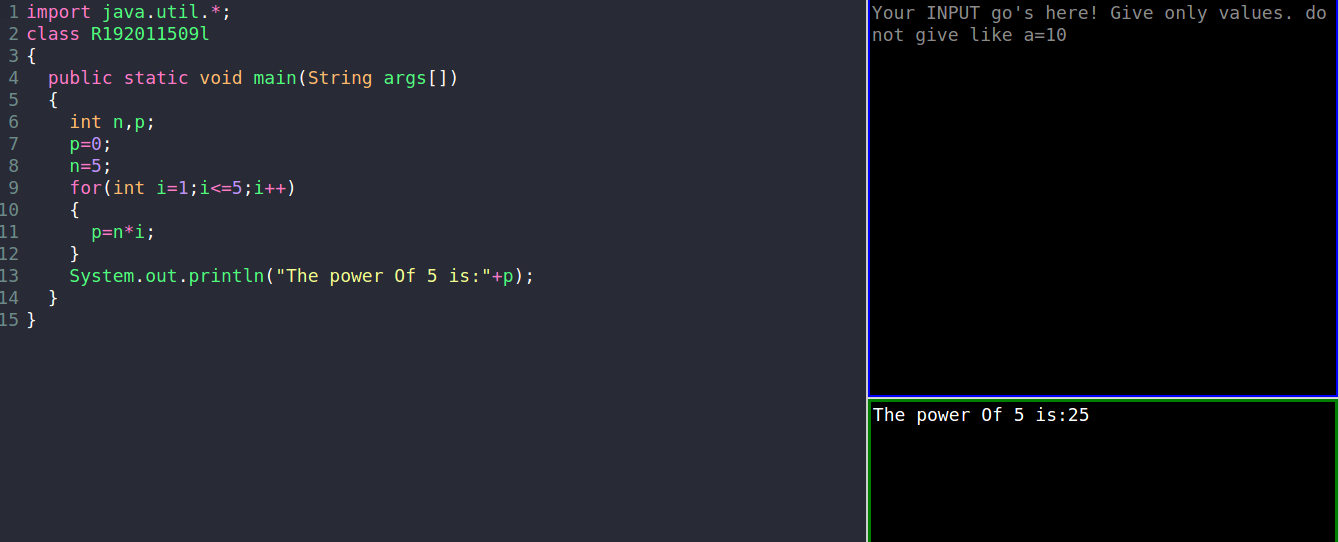 1 import java.util.*;
2 class R192011509l
3 {
4   public static void main(String args[])
5   {
6     int n,p;
7     p=0;
8     n=5;
9     for(int i=1;i<=5;i++)
10     {
11       p=n*i;
12     }
13     System.out.println("The power Of 5 is:"+p);
14   }
15 }
Your INPUT go's here! Give only values. do
not give like a=10
The power Of 5 is:25